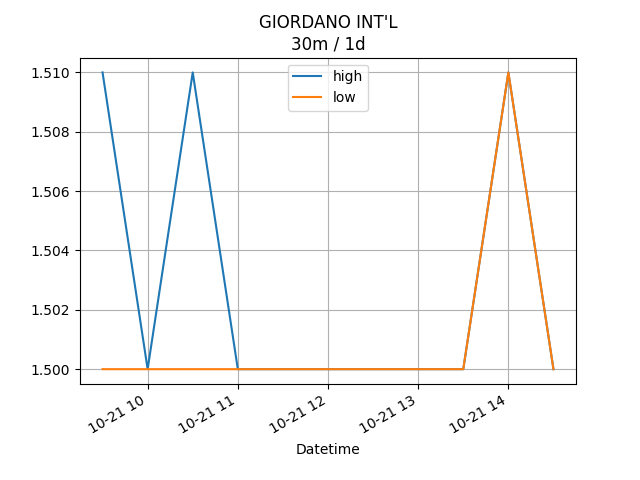 GIORDANO INT'L
30m / 1d
high
low
1.510
1.508
1.506
1.504
1.502
1.500
10-21 10
10-21 11
10-21 12
10-21 13
10-21 14
Datetime